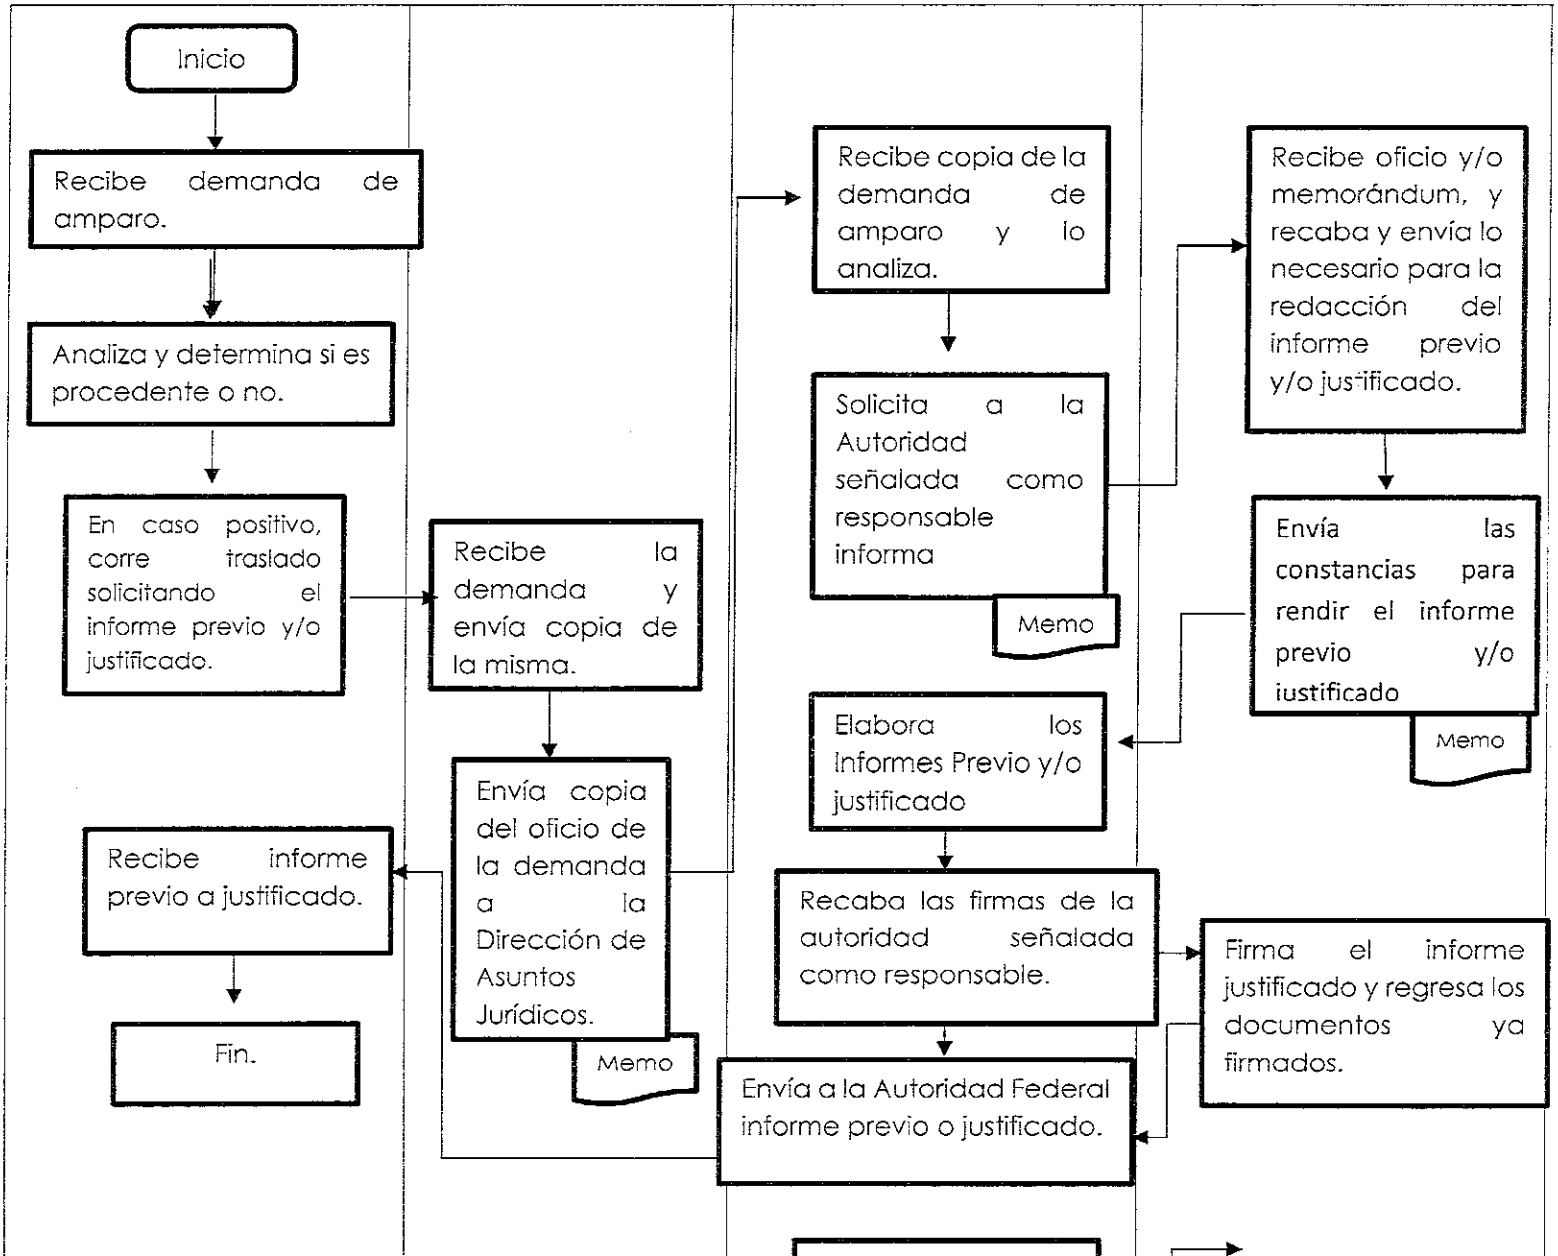 Inicio
Recibe demanda de
amparo.
Analiza y determina si es
procedente o no.
En caso positivo,
corre traslado
solicitando el
informe previo y/o
justificado.
Recibe informe
previo a justificado.
Fin.
Recibe la
demanda y
envía copia de
la misma.
Envía copia
del oficio de
la demanda
a la
Dirección de
Asuntos
Jurídicos.
Memo
Recibe copia de la
demanda de
amparo y lo
analiza.
Solicita a la
Autoridad
señalada como
responsable
informa
Memo
Elabora los
Informes Previo y/o
justificado
Recaba las firmas de la
autoridad señalada
como responsable.
Envía a la Autoridad Federal
informe previo o justificado.
Recibe oficio y/o
memorándum, y
recaba y envía lo
necesario para la
redacción del
informe previo
y/o justificado.
Envía las
constancias para
rendir el informe
previo y/o
justificado
Memo
Firma el informe
justificado y regresa los
documentos ya
firmados.